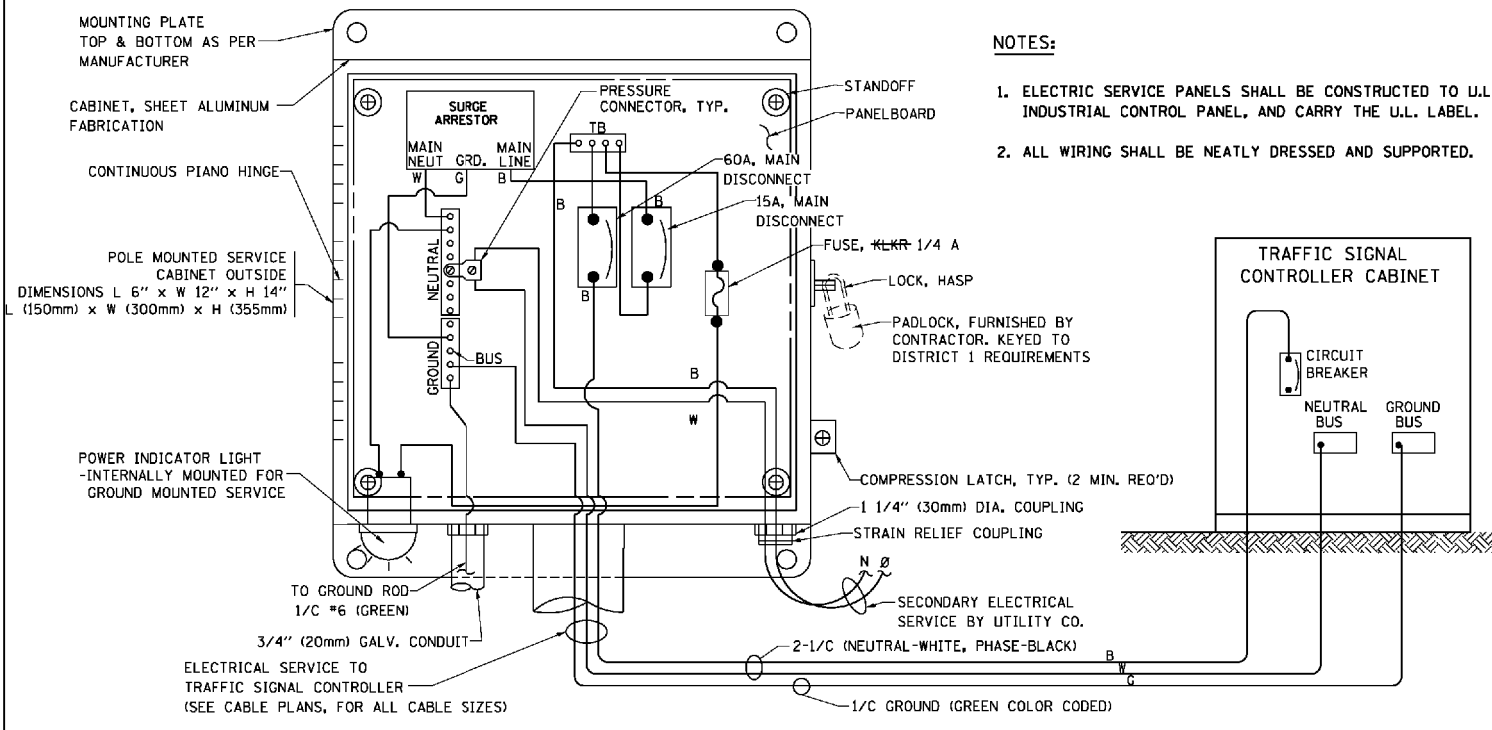 MOUNTING PLATE
TOP & BOTTOM AS PER
MANUFACTURER
CABINET, SHEET ALUMINUM
FABRICATION
CONTINUOUS PIANO HINGE
POLE MOUNTED SERVICE
CABINET OUTSIDE
DIMENSIONS L 6" x W 12" x H 14"
L (150mm) x W (300mm) x H (355mm)
POWER INDICATOR LIGHT
-INTERNALLY MOUNTED FOR
GROUND MOUNTED SERVICE
TO GROUND ROD
1/C #6 (GREEN)
3/4" (20mm) GALV. CONDUIT
ELECTRICAL SERVICE TO
TRAFFIC SIGNAL CONTROLLER
(SEE CABLE PLANS, FOR ALL CABLE SIZES)
SURGE
ARRESTOR
MAIN
NEUT
GRD.
MAIN
LINE
W
G
B
PRESSURE
CONNECTOR, TYP.
TB
NEUTRAL
GROUND
BUS
B
B
B
B
W
STANDOFF
PANELBOARD
60A, MAIN
DISCONNECT
15A, MAIN
DISCONNECT
FUSE, KLKR 1/4 A
LOCK, HASP
PADLOCK, FURNISHED BY
CONTRACTOR. KEYED TO
DISTRICT 1 REQUIREMENTS
COMPRESSION LATCH, TYP. (2 MIN. REQ'D)
1 1/4" (30mm) DIA. COUPLING
STRAIN RELIEF COUPLING
N Ø
SECONDARY ELECTRICAL
SERVICE BY UTILITY CO.
2-1/C (NEUTRAL-WHITE, PHASE-BLACK)
B
W
G
1/C GROUND (GREEN COLOR CODED)
NOTES:
1. ELECTRIC SERVICE PANELS SHALL BE CONSTRUCTED TO U.L
INDUSTRIAL CONTROL PANEL, AND CARRY THE U.L. LABEL.
2. ALL WIRING SHALL BE NEATLY DRESSED AND SUPPORTED.
TRAFFIC SIGNAL
CONTROLLER CABINET
CIRCUIT
BREAKER
NEUTRAL
BUS
GROUND
BUS